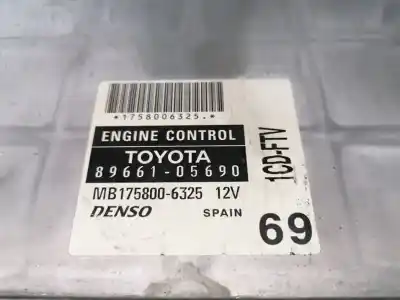 *1758006325.*
ENGINE CONTROL
TOYOTA
89661-05690
MB175800-6325 12V
DENSO SPAIN
1CD-FTV
69